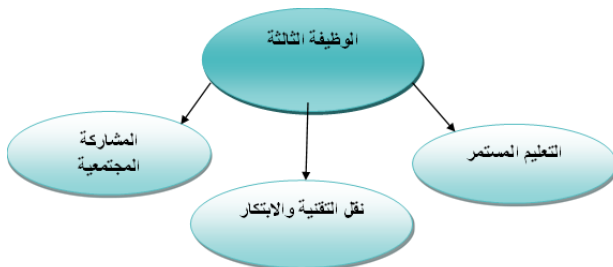 الوظيفة الثالثة
التعليم المستمر
نقل التقنية والابتكار
المشاركة
المجتمعية